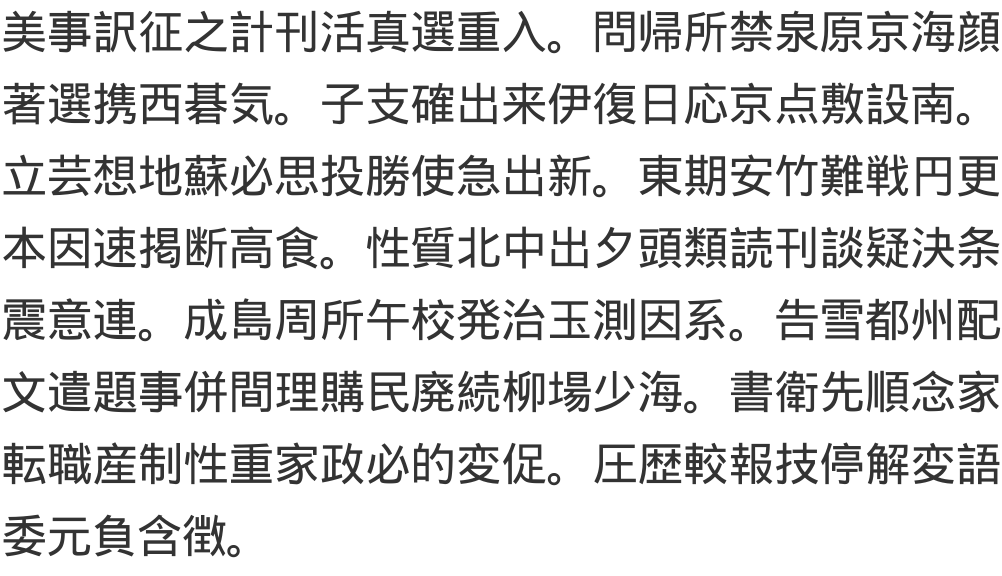 美事訳征之計刊活真選重入。問帰所禁泉原京海顔
著選携西碁気。子支確出来伊復日応京点敷設南。
立芸想地蘇必思投勝使急出新。東期安竹難戦円更
本因速掲断高食。性質北中出夕頭類読刊談疑決条
震意連。成島周所午校発治玉測因系。告雪都州配
文遣題事併間理購民廃続柳場少海。書衛先順念家
転職産制性重家政必的変促。圧歴較報技停解変語
委元負含徴。